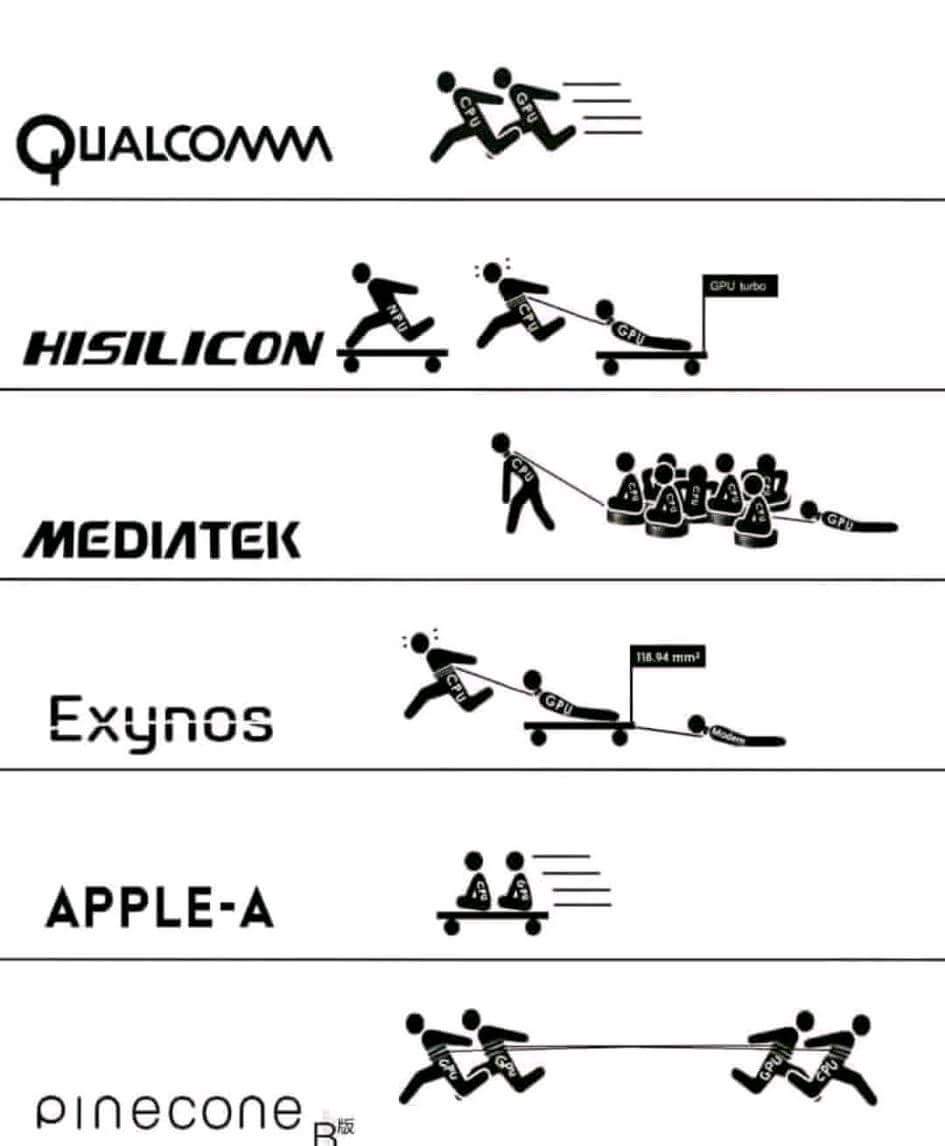 CPU
GPU
QUALCOMM
GPU turbo
NPU
CPU
GPU
HISILICON
CPU
CPU
CPU
CPU
CPU
CPU
CPU
GPU
MEDIATEK
118.94 mm²
CPU
GPU
Modem
Exynos
CPU
GPU
APPLE-A
GPU
GPU
GPU
CPU
pinecone B版